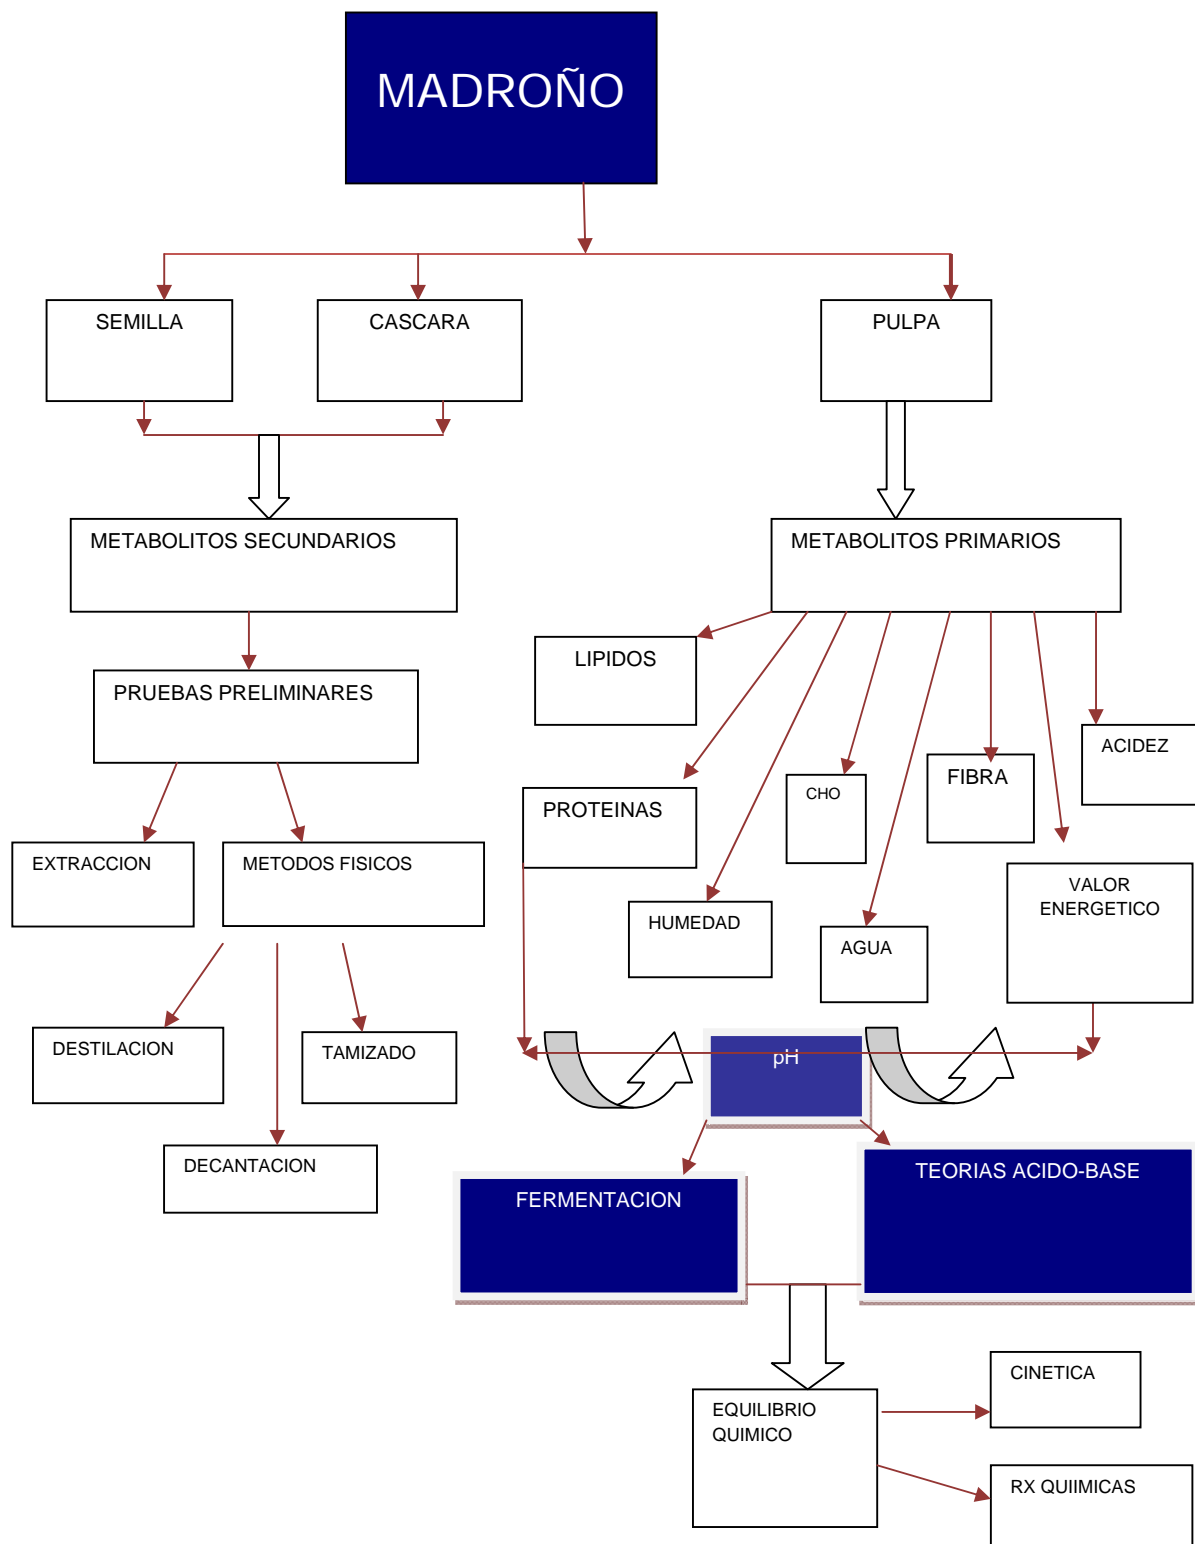 MADROÑO
SEMILLA
CASCARA
PULPA
METABOLITOS SECUNDARIOS
METABOLITOS PRIMARIOS
LIPIDOS
PRUEBAS PRELIMINARES
ACIDEZ
FIBRA
CHO
PROTEINAS
EXTRACCION
METODOS FISICOS
VALOR
ENERGETICO
HUMEDAD
AGUA
DESTILACION
TAMIZADO
pH
DECANTACION
TEORIAS ACIDO-BASE
FERMENTACION
CINETICA
EQUILIBRIO
QUIMICO
RX QUIIMICAS